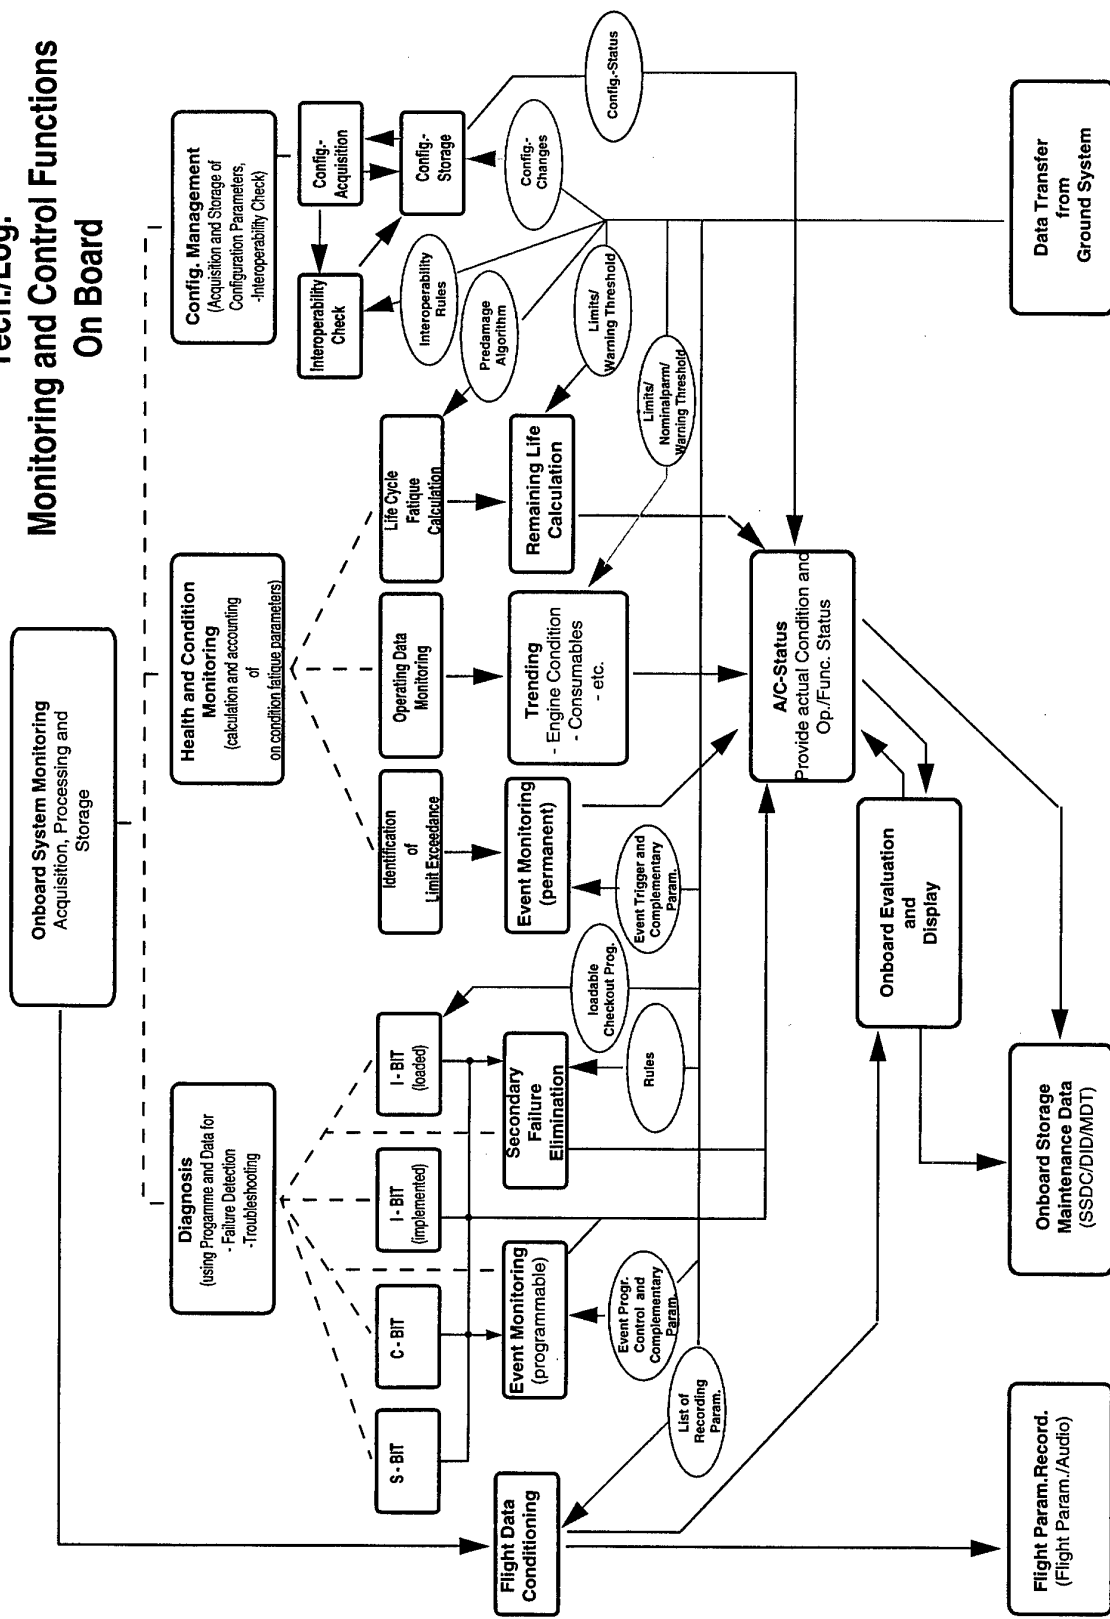 Tech./Log.
Monitoring and Control Functions
On Board
Onboard System Monitoring
Acquisition, Processing and
Storage
Diagnosis
(using Progamme and Data for
- Failure Detection
-Troubleshooting
Health and Condition
Monitoring
(calculation and accounting
of
on condition fatique parameters)
Config. Management
(Acquisition and Storage of
Configuration Parameters,
-Interoperability Check)
S - BIT
C - BIT
I - BIT
(implemented)
I - BIT
(loaded)
Identification
of
Limit Exceedance
Operating Data
Monitoring
Life Cycle
Fatique
Calculation
Interoperability
Check
Config.-
Acquisition
Config.-
Storage
Interoperability
Rules
Predamage
Algorithm
Config.-
Changes
Config.-Status
Flight Data
Conditioning
Event Monitoring
(programmable)
Secondary
Failure
Elimination
Event Monitoring
(permanent)
Trending
- Engine Condition
- Consumables
- etc.
Remaining Life
Calculation
Limits/
Warning Threshold
Limits/
Nominalparm/
Warning Threshold
List of
Recording
Param.
Event Progr.
Control and
Complementary
Param.
Rules
loadable
Checkout Prog.
Event Trigger and
Complementary
Param.
A/C-Status
Provide actual Condition and
Op./Func. Status
Onboard Evaluation
and
Display
Flight Param.Record.
(Flight Param./Audio)
Onboard Storage
Maintenance Data
(SSDC/DID/MDT)
Data Transfer
from
Ground System